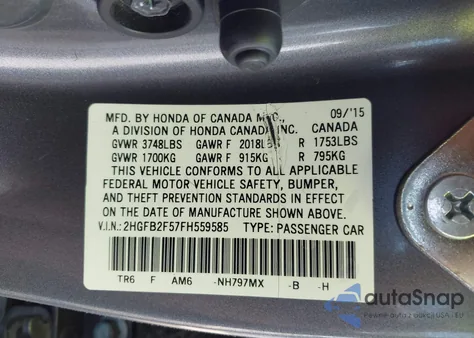 MFD. BY HONDA OF CANADA INC., 09/'15
A DIVISION OF HONDA CANADA INC. CANADA
GVWR 3748LBS GAWR F 2018LBS R 1753LBS
GVWR 1700KG GAWR F 915KG R 795KG
THIS VEHICLE CONFORMS TO ALL APPLICABLE
FEDERAL MOTOR VEHICLE SAFETY, BUMPER,
AND THEFT PREVENTION STANDARDS IN EFFECT
ON THE DATE OF MANUFACTURE SHOWN ABOVE.
V.I.N.: 2HGFB2F57FH559585 TYPE: PASSENGER CAR
TR6 F AM6 -NH797MX -B -H
autoSnap